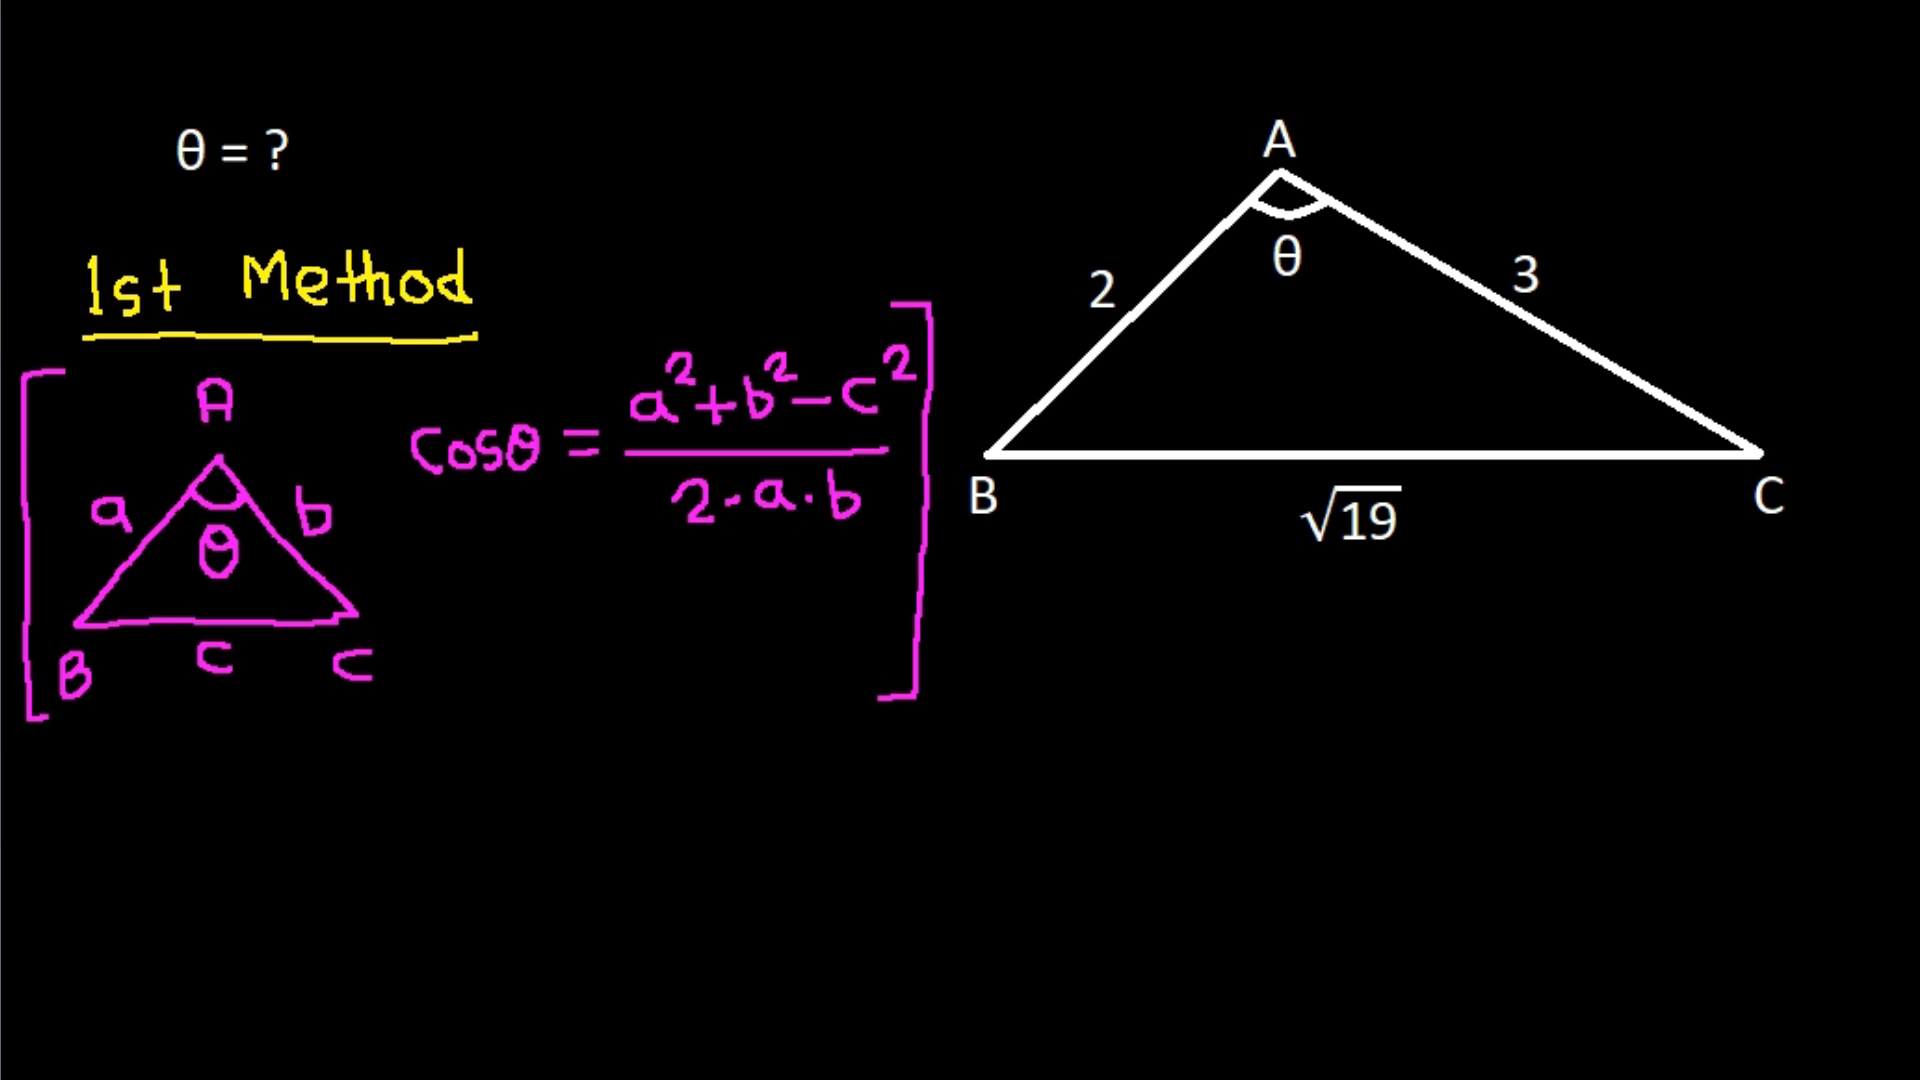 θ = ?
1st Method
A
a
b
θ
B
c
C
cosθ = a²+b²-c² / 2·a·b
A
θ
2
3
B
C
√19